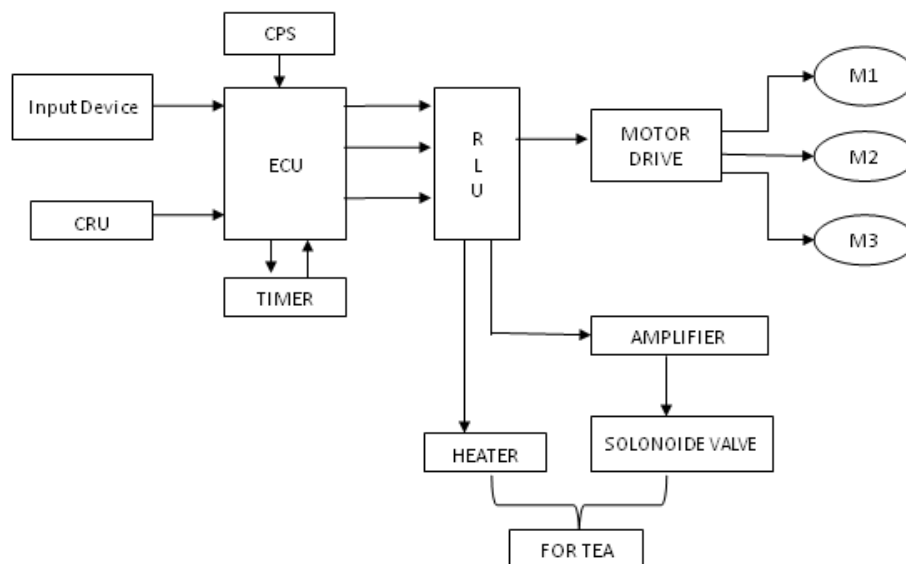 CPS
Input Device
ECU
CRU
TIMER
R
L
U
MOTOR
DRIVE
M1
M2
M3
AMPLIFIER
HEATER
SOLONOIDE VALVE
FOR TEA